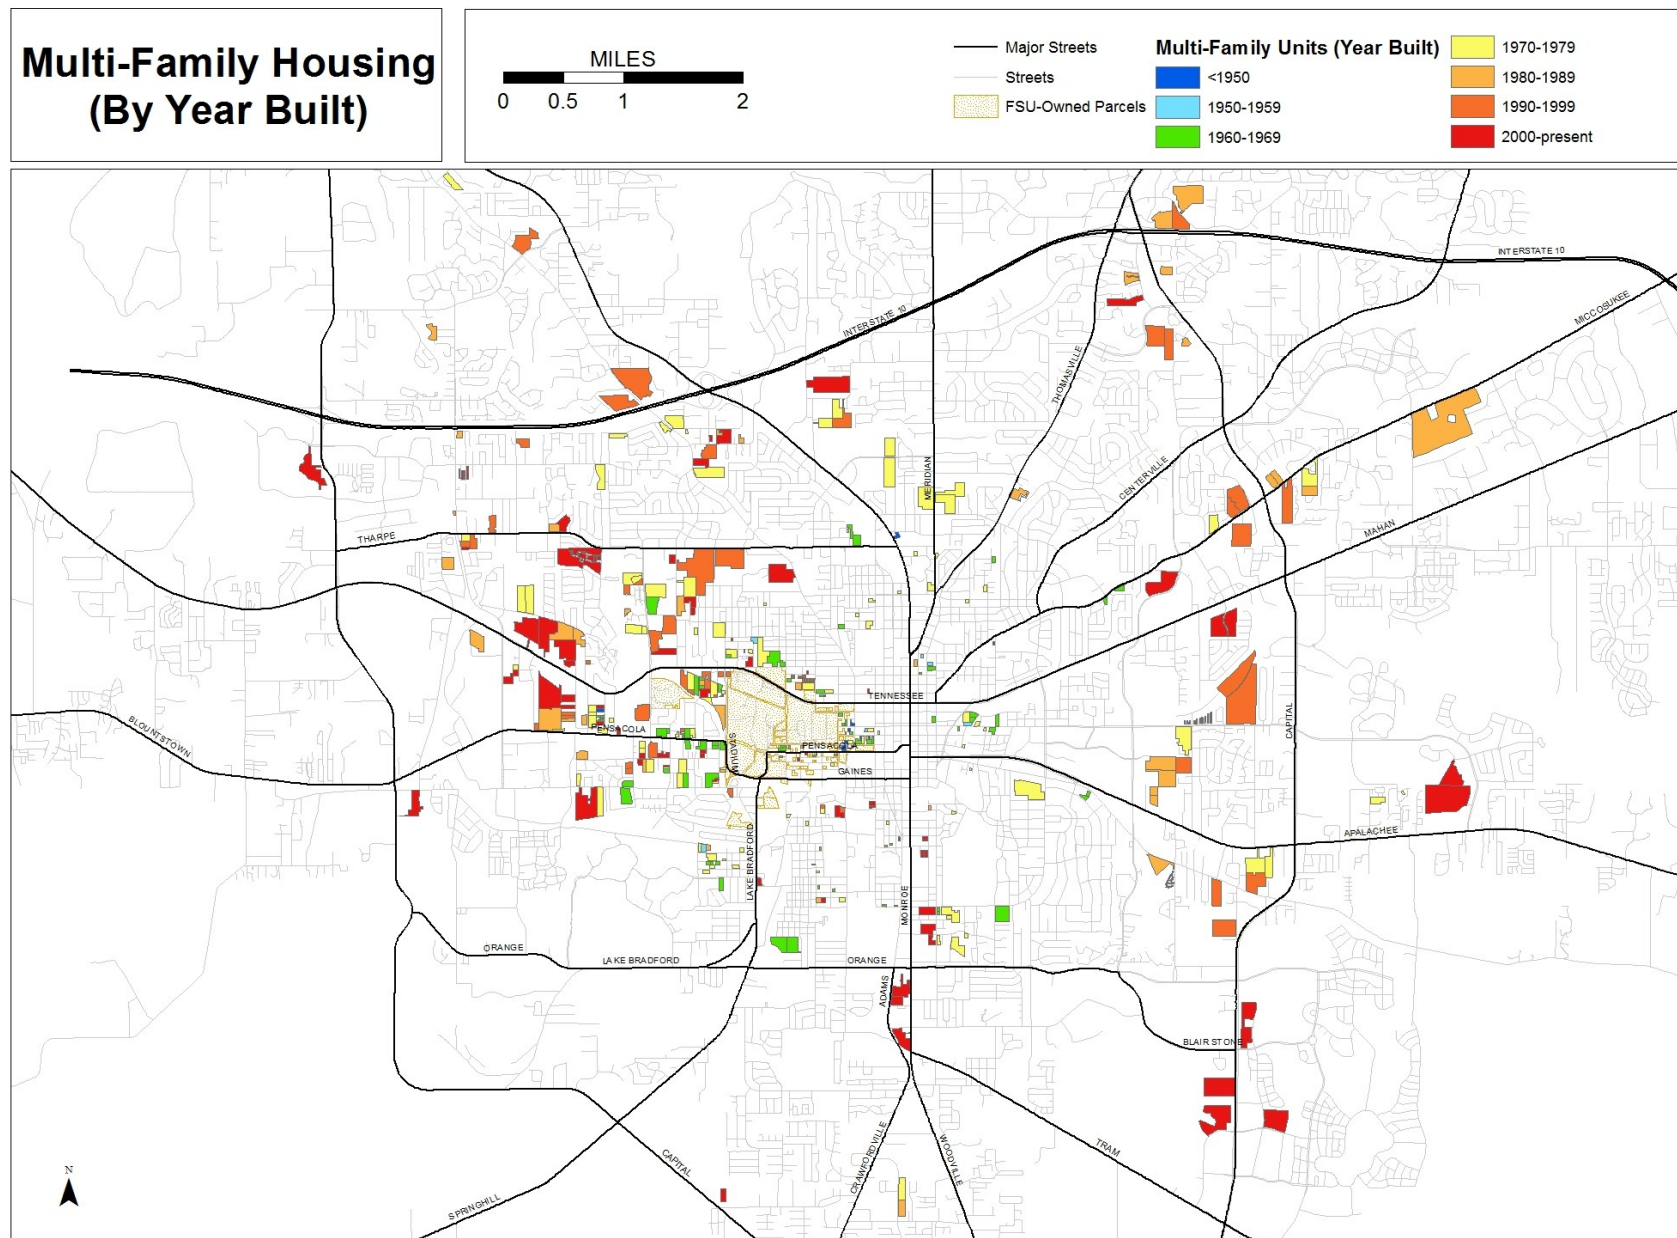 Multi-Family Housing
(By Year Built)
MILES
0 0.5 1 2
Major Streets
Streets
FSU-Owned Parcels
Multi-Family Units (Year Built)
<1950
1950-1959
1960-1969
1970-1979
1980-1989
1990-1999
2000-present
INTERSTATE 10
INTERSTATE 10
MICCOSUKEE
THOMASVILLE
MERIDIAN
CENTERVILLE
MAHAN
THARPE
TENNESSEE
BLOUNTSTOWN
PENSACOLA
STADIUM
PENSACOLA
CAPITAL
GAINES
APALACHEE
LAKE BRADFORD
MONROE
ORANGE
LAKE BRADFORD
ORANGE
ADAMS
BLAIR STONE
CRAWFORDVILLE
WOODVILLE
TRAM
CAPITAL
SPRINGHILL
N